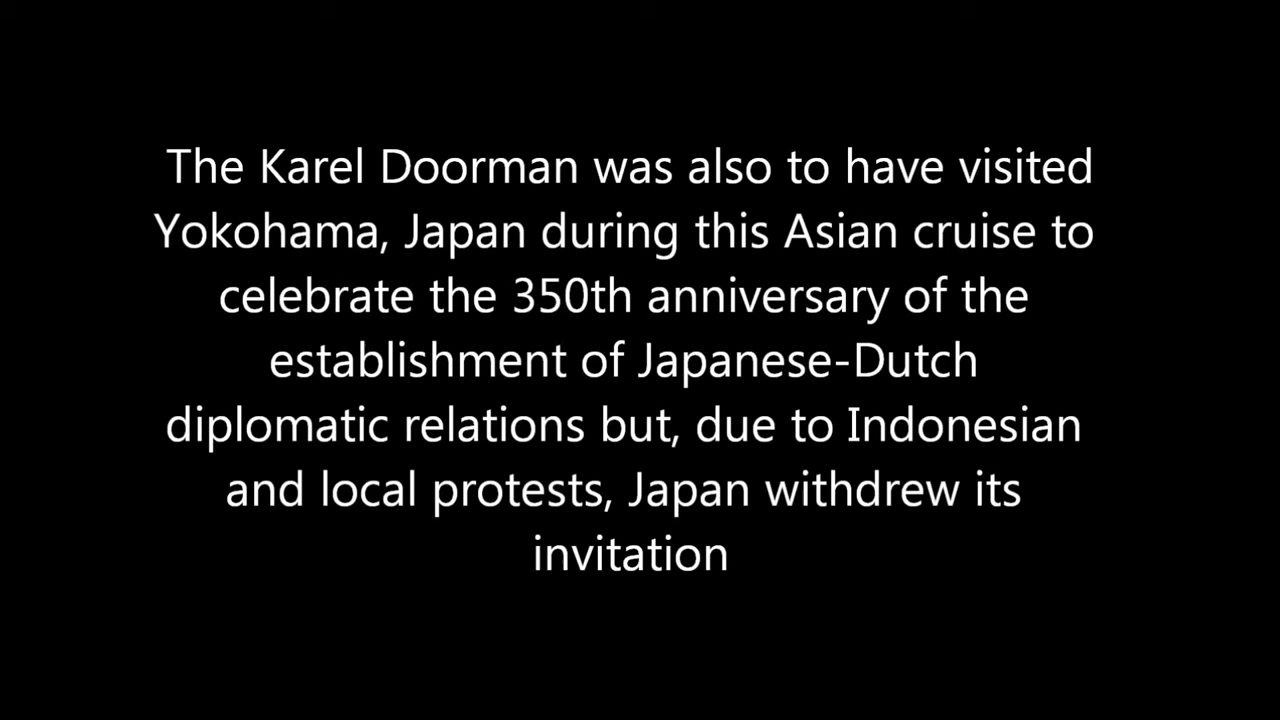 The Karel Doorman was also to have visited
Yokohama, Japan during this Asian cruise to
celebrate the 350th anniversary of the
establishment of Japanese-Dutch
diplomatic relations but, due to Indonesian
and local protests, Japan withdrew its
invitation